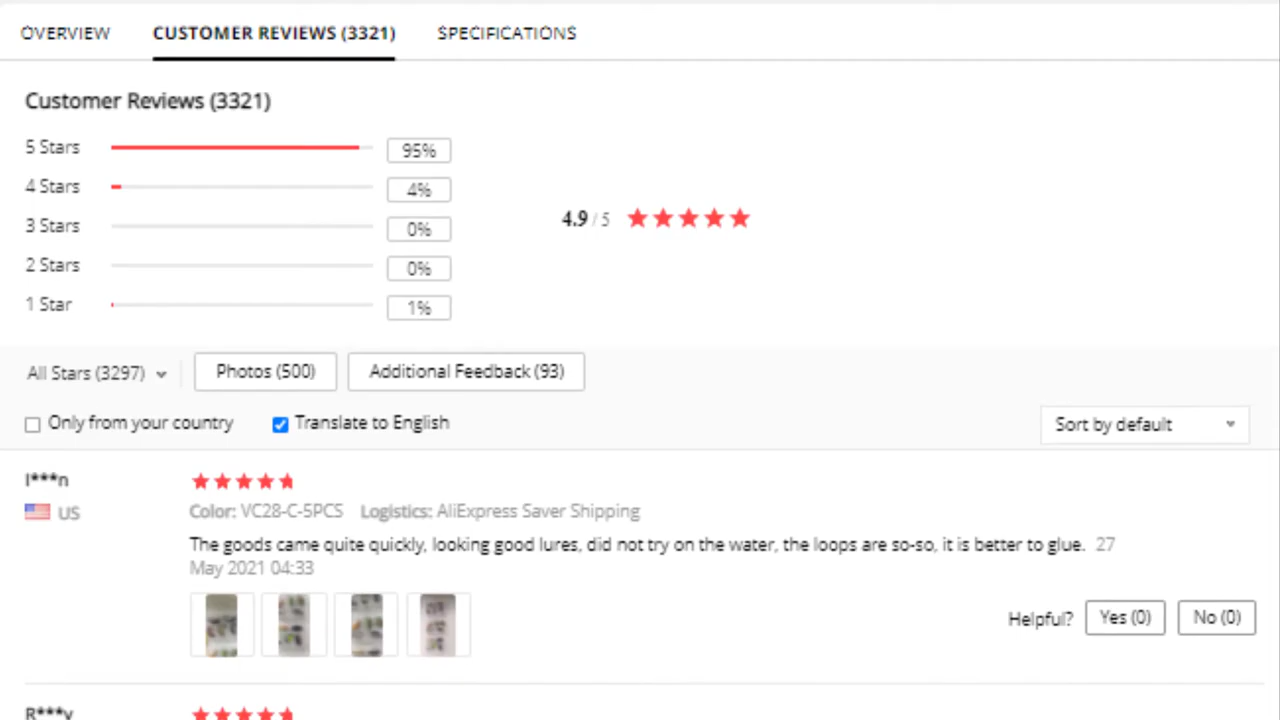 OVERVIEW CUSTOMER REVIEWS (3321) SPECIFICATIONS
Customer Reviews (3321)
5 Stars 95%
4 Stars 4%
3 Stars 0%
4.9 / 5
2 Stars 0%
1 Star 1%
All Stars (3297) Photos (500) Additional Feedback (93)
Only from your country Translate to English Sort by default
I***n
US
Color: VC28-C-5PCS Logistics: AliExpress Saver Shipping
The goods came quite quickly, looking good lures, did not try on the water, the loops are so-so, it is better to glue. 27
May 2021 04:33
Helpful? Yes (0) No (0)
R***y